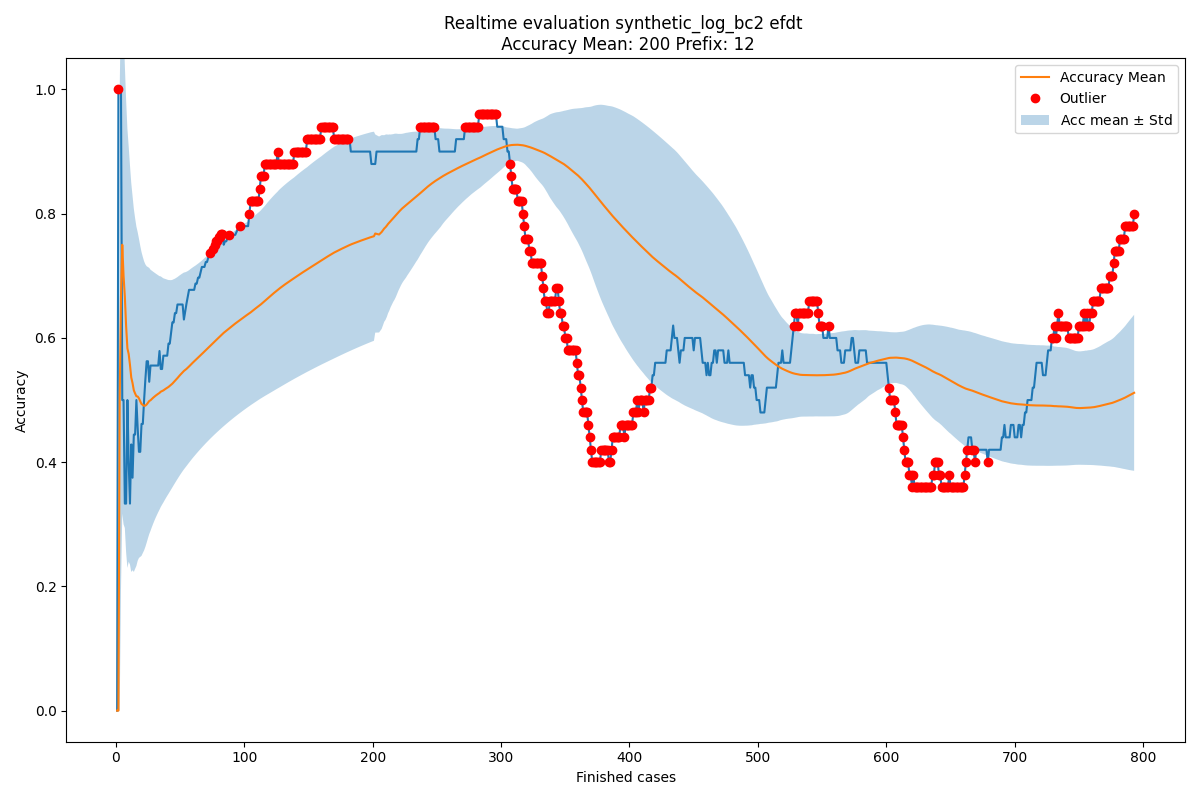 Realtime evaluation synthetic_log_bc2 efdt
Accuracy Mean: 200 Prefix: 12
Accuracy Mean
Outlier
Acc mean ± Std
1.0
0.8
0.6
0.4
0.2
0.0
Accuracy
0 100 200 300 400 500 600 700 800
Finished cases